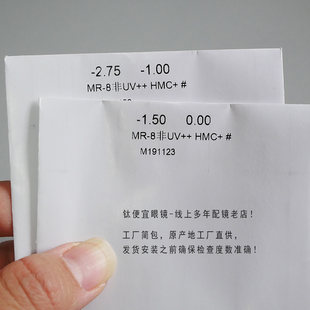 -2.75 -1.00
MR-8非UV++ HMC+ #
-1.50 0.00
MR-8非UV++ HMC+ #
M191123
钛便宜眼镜-线上多年配镜老店！
工厂简包，原产地工厂直供，
发货安装之前确保检查度数准确！